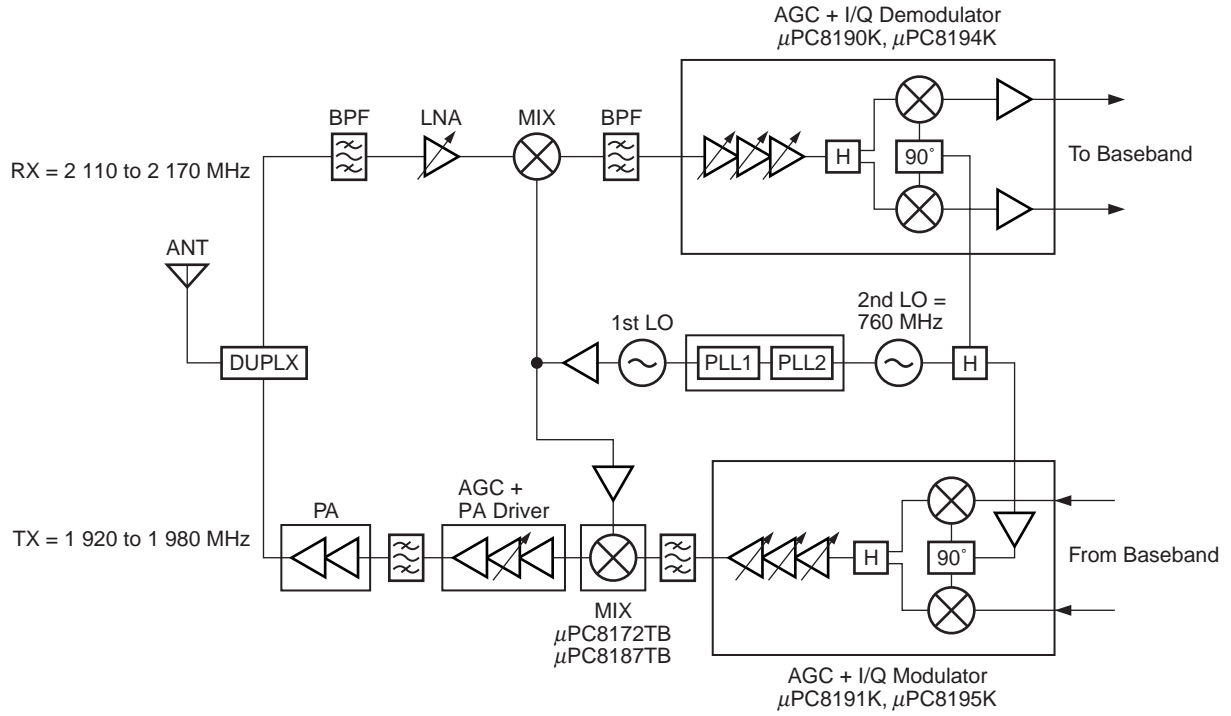 AGC + I/Q Demodulator
µPC8190K, µPC8194K
BPF
LNA
MIX
BPF
H
90°
To Baseband
RX = 2 110 to 2 170 MHz
ANT
DUPLX
1st LO
PLL1
PLL2
2nd LO =
760 MHz
H
TX = 1 920 to 1 980 MHz
PA
AGC +
PA Driver
MIX
µPC8172TB
µPC8187TB
H
90°
From Baseband
AGC + I/Q Modulator
µPC8191K, µPC8195K